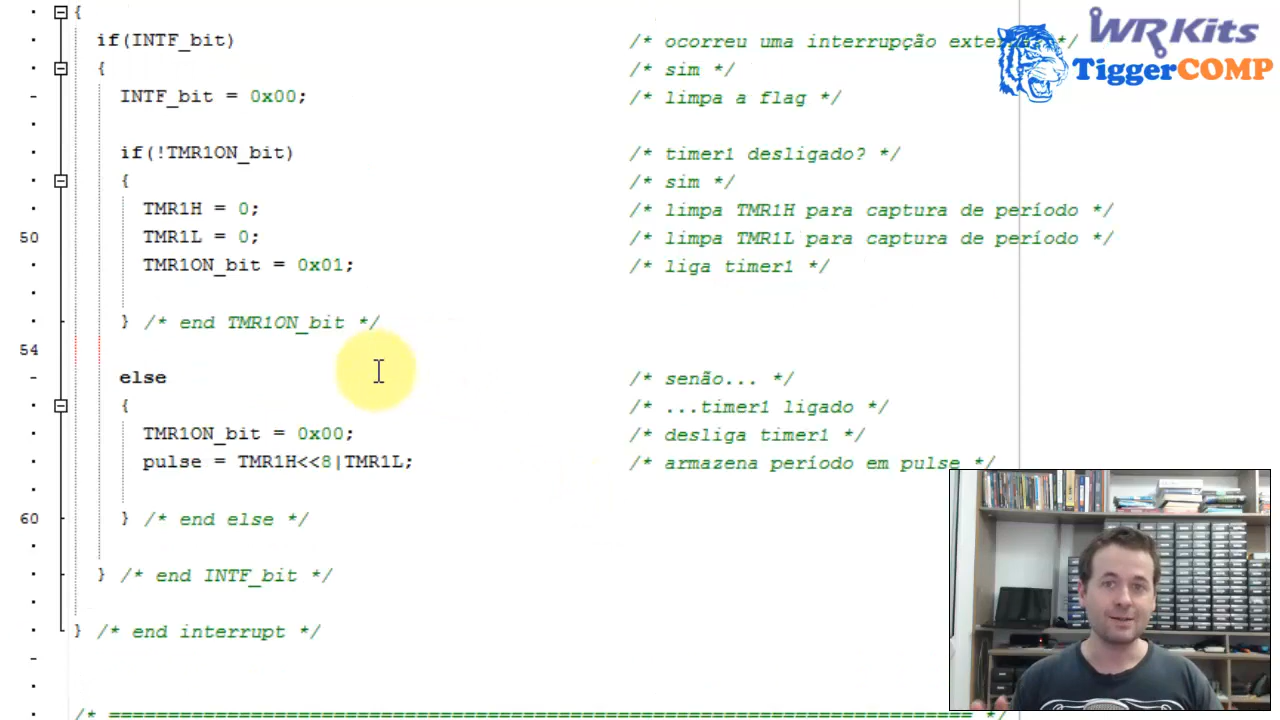 {
if(INTF_bit) /* ocorreu uma interrupção */
{ /* sim */
INTF_bit = 0x00; /* limpa a flag */
if(!TMR1ON_bit) /* timer1 desligado? */
{ /* sim */
TMR1H = 0; /* limpa TMR1H para captura de período */
50 TMR1L = 0; /* limpa TMR1L para captura de período */
TMR1ON_bit = 0x01; /* liga timer1 */
} /* end TMR1ON_bit */
54
else /* senão... */
{ /* ...timer1 ligado */
TMR1ON_bit = 0x00; /* desliga timer1 */
pulse = TMR1H<<8|TMR1L; /* armazena período em pulse */
60 } /* end else */
} /* end INTF_bit */
} /* end interrupt */
/* ========================================================================= */
WR Kits
TiggerCOMP